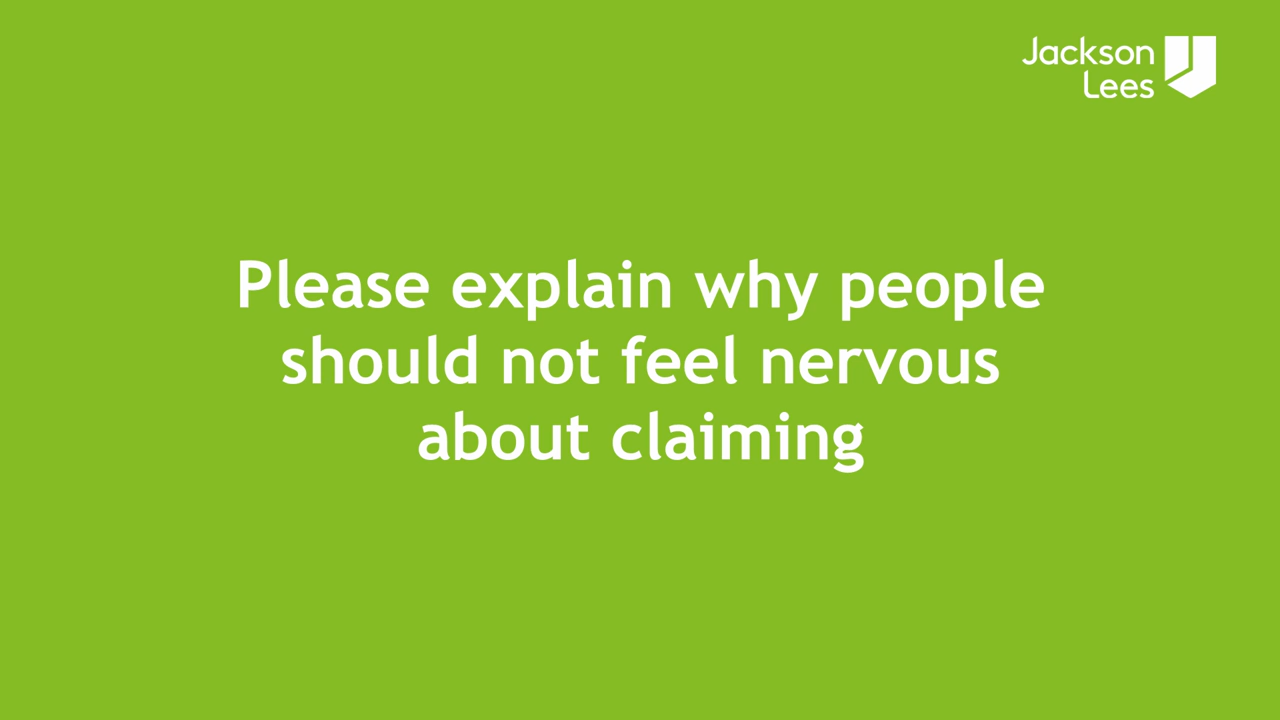 Jackson
Lees
Please explain why people
should not feel nervous
about claiming